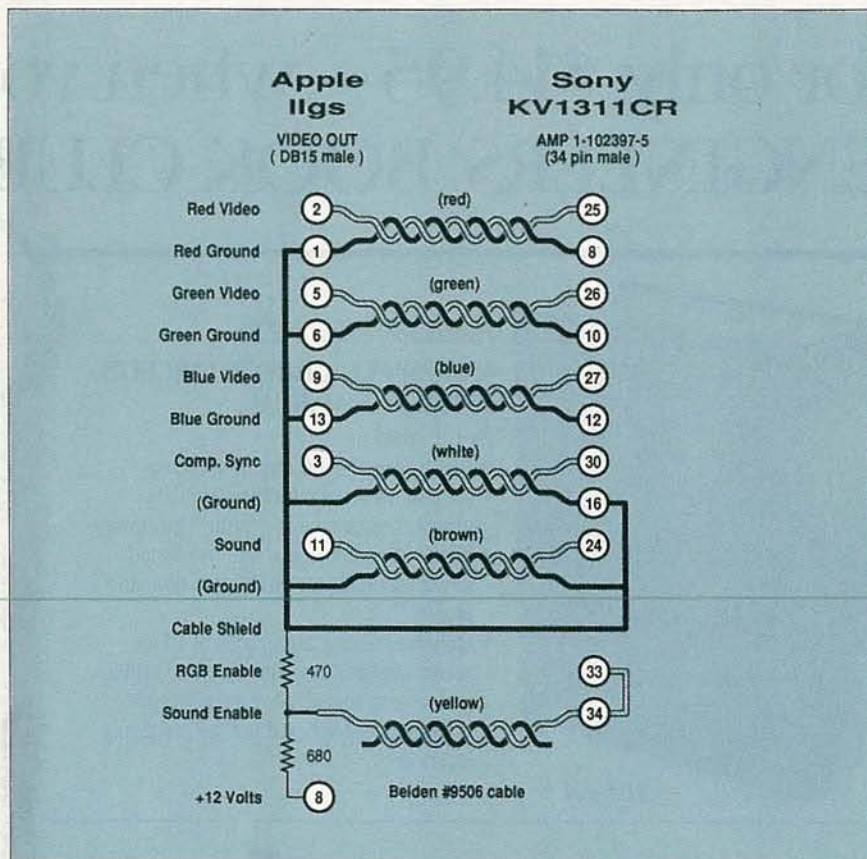 Apple Sony
IIgs KV1311CR
VIDEO OUT AMP 1-102397-5
( DB15 male ) (34 pin male )
Red Video 2 (red) 25
Red Ground 1 8
Green Video 5 (green) 26
Green Ground 6 10
Blue Video 9 (blue) 27
Blue Ground 13 12
Comp. Sync 3 (white) 30
(Ground) 16
Sound 11 (brown) 24
(Ground)
Cable Shield
RGB Enable 470 33
Sound Enable (yellow) 34
680
+12 Volts 8 Belden #9506 cable